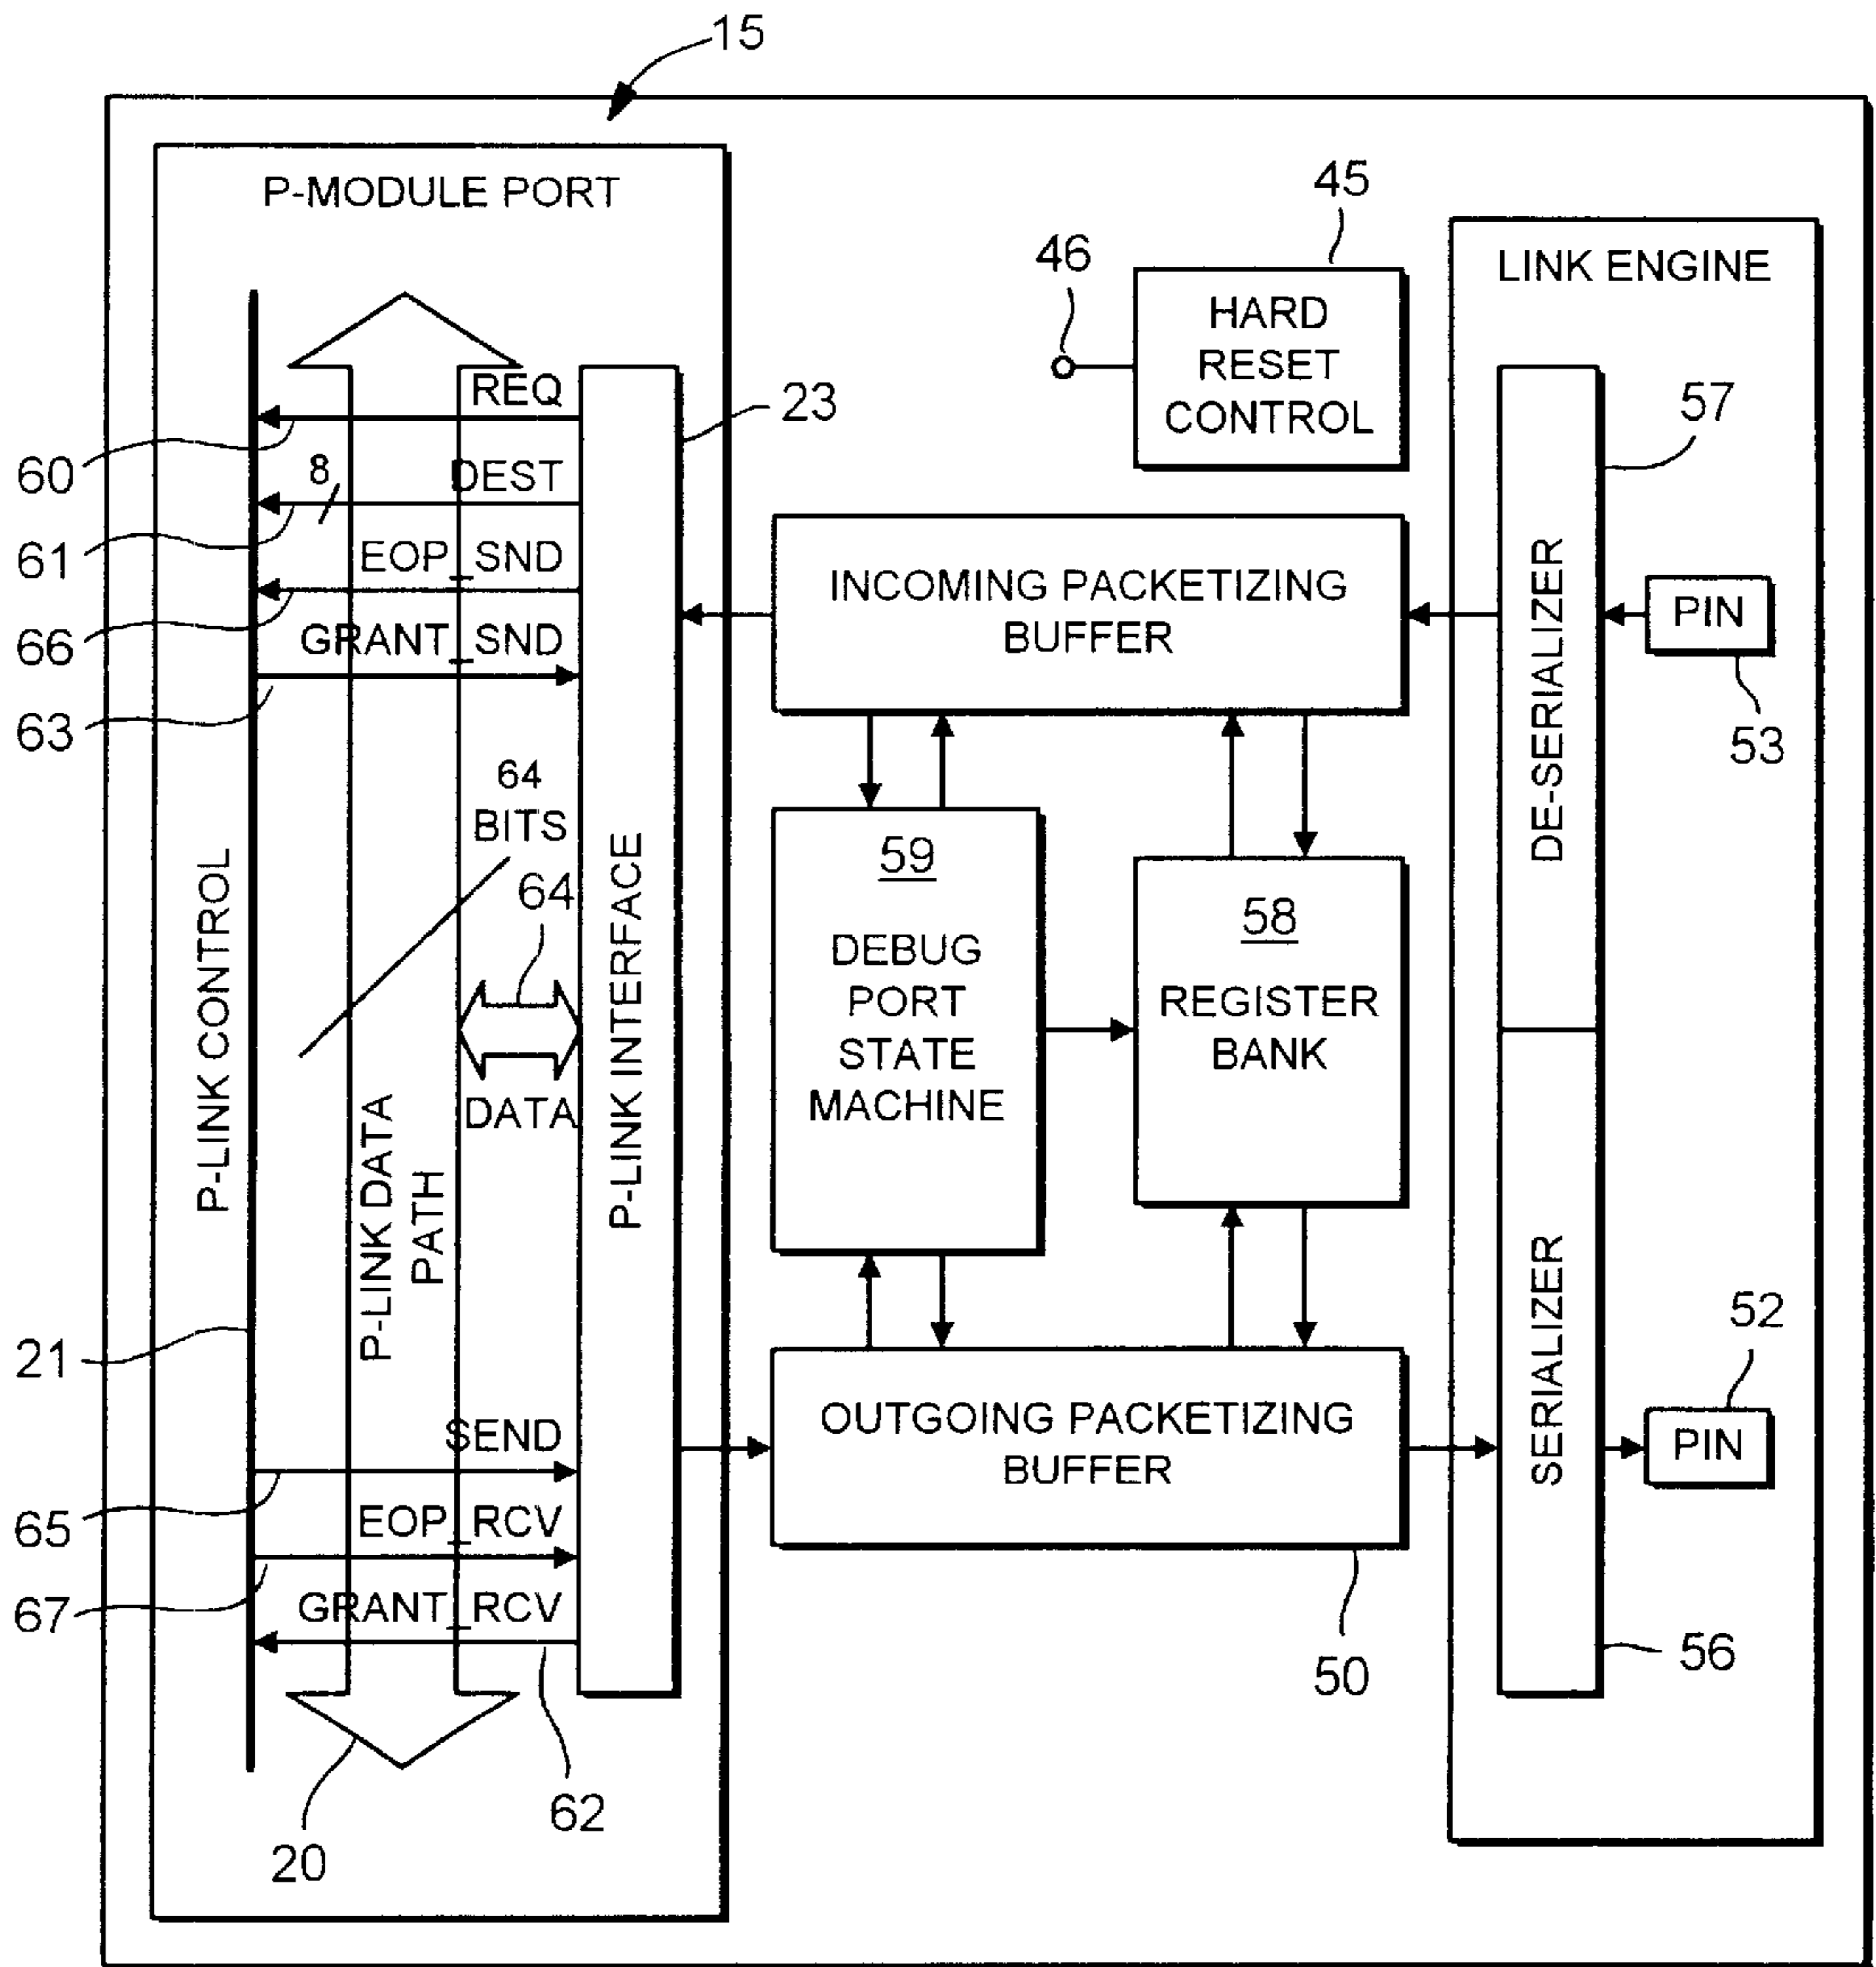 15
P-MODULE PORT
45
46
HARD
RESET
CONTROL
LINK ENGINE
REQ
23
57
60
8
DEST
61
EOP_SND
66
GRANT_SND
63
INCOMING PACKETIZING
BUFFER
DE-SERIALIZER
PIN
53
64
BITS
64
DATA
P-LINK CONTROL
P-LINK DATA
PATH
P-LINK INTERFACE
59
DEBUG
PORT
STATE
MACHINE
58
REGISTER
BANK
21
SEND
65
EOP_RCV
67
GRANT_RCV
62
20
OUTGOING PACKETIZING
BUFFER
50
SERIALIZER
52
PIN
56